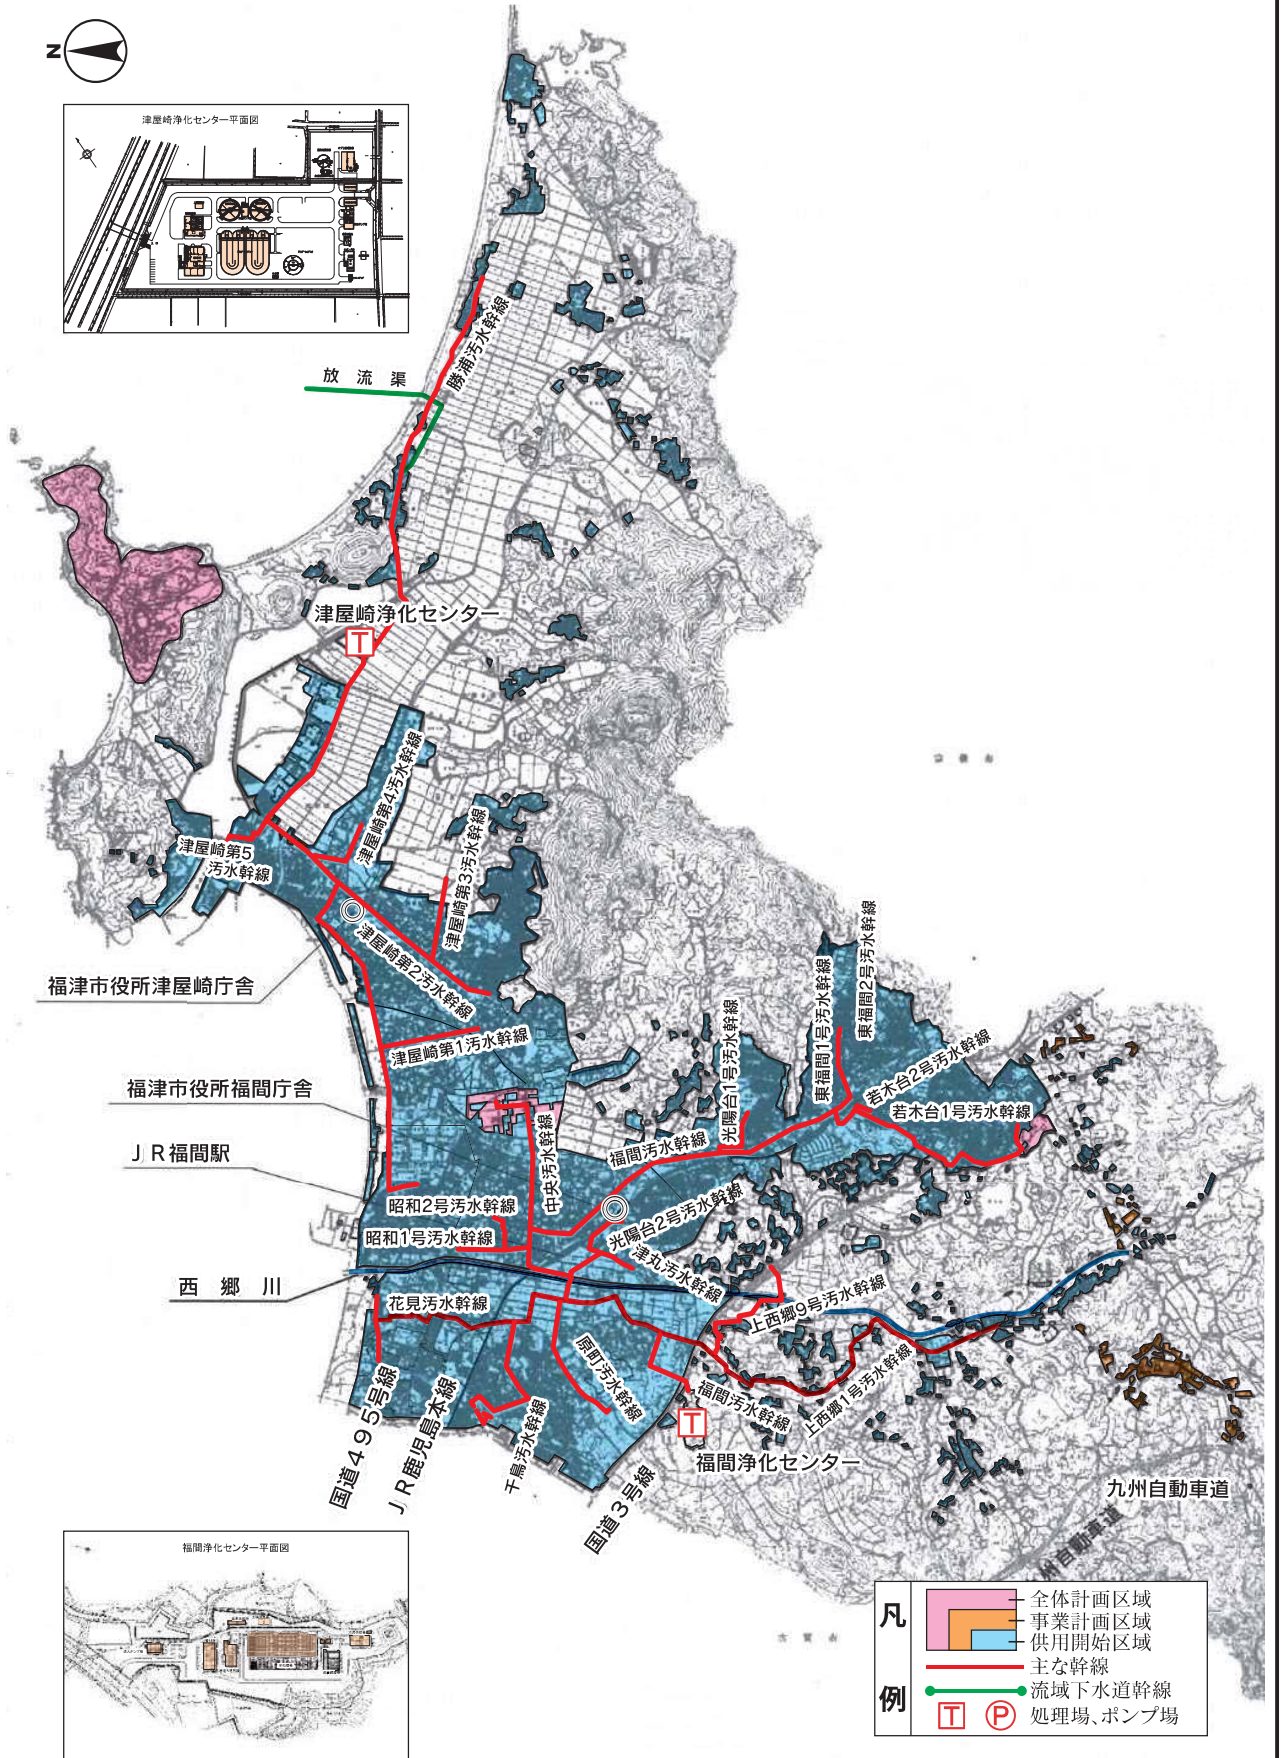 N
津屋崎浄化センター平面図
放流渠
勝浦汚水幹線
津屋崎浄化センター
T
津屋崎第4汚水幹線
津屋崎第3汚水幹線
津屋崎第5
汚水幹線
津屋崎第2汚水幹線
福津市役所津屋崎庁舎
津屋崎第1汚水幹線
東福間2号汚水幹線
東福間1号汚水幹線
光陽台1号汚水幹線
若木台2号汚水幹線
若木台1号汚水幹線
福津市役所福間庁舎
JR福間駅
中央汚水幹線
福間汚水幹線
昭和2号汚水幹線
昭和1号汚水幹線
光陽台2号汚水幹線
津丸汚水幹線
西郷川
花見汚水幹線
上西郷9号汚水幹線
原町汚水幹線
上西郷1号汚水幹線
福間汚水幹線
国道495号線
JR鹿児島本線
千鳥汚水幹線
T
福間浄化センター
国道3号線
九州自動車道
州自動車道
福間浄化センター平面図
古賀市
凡例
全体計画区域
事業計画区域
供用開始区域
主な幹線
流域下水道幹線
T P 処理場、ポンプ場